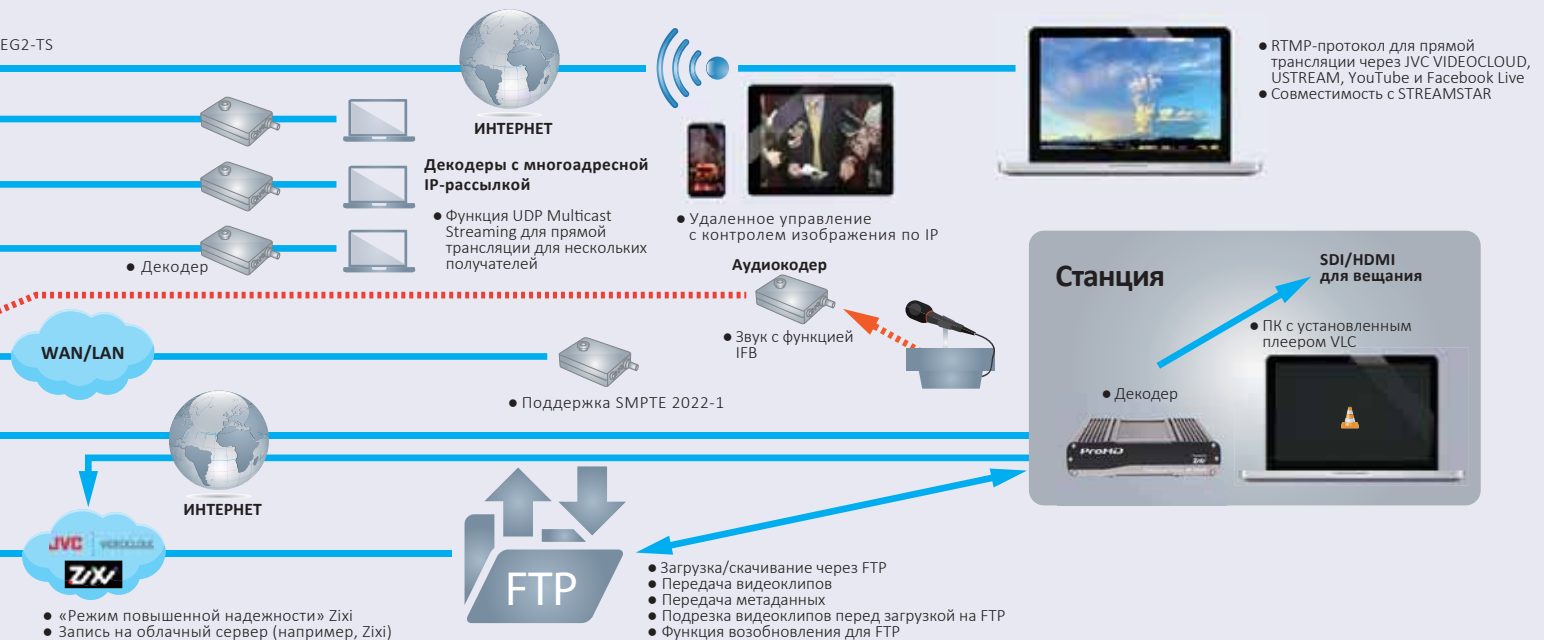 EG2-TS
ИНТЕРНЕТ
● RTMP-протокол для прямой
трансляции через JVC VIDEOCLOUD,
USTREAM, YouTube и Facebook Live
● Совместимость с STREAMSTAR
Декодеры с многоадресной
IP-рассылкой
● Функция UDP Multicast
Streaming для прямой
трансляции для нескольких
получателей
● Декодер
● Удаленное управление
с контролем изображения по IP
Аудиокодер
● Звук с функцией
IFB
WAN/LAN
● Поддержка SMPTE 2022-1
Станция
SDI/HDMI
для вещания
● ПК с установленным
плеером VLC
● Декодер
ProHD
Zixi
ИНТЕРНЕТ
JVC VIDEOCLOUD
Zixi
● «Режим повышенной надежности» Zixi
● Запись на облачный сервер (например, Zixi)
FTP
● Загрузка/скачивание через FTP
● Передача видеоклипов
● Передача метаданных
● Подрезка видеоклипов перед загрузкой на FTP
● Функция возобновления для FTP